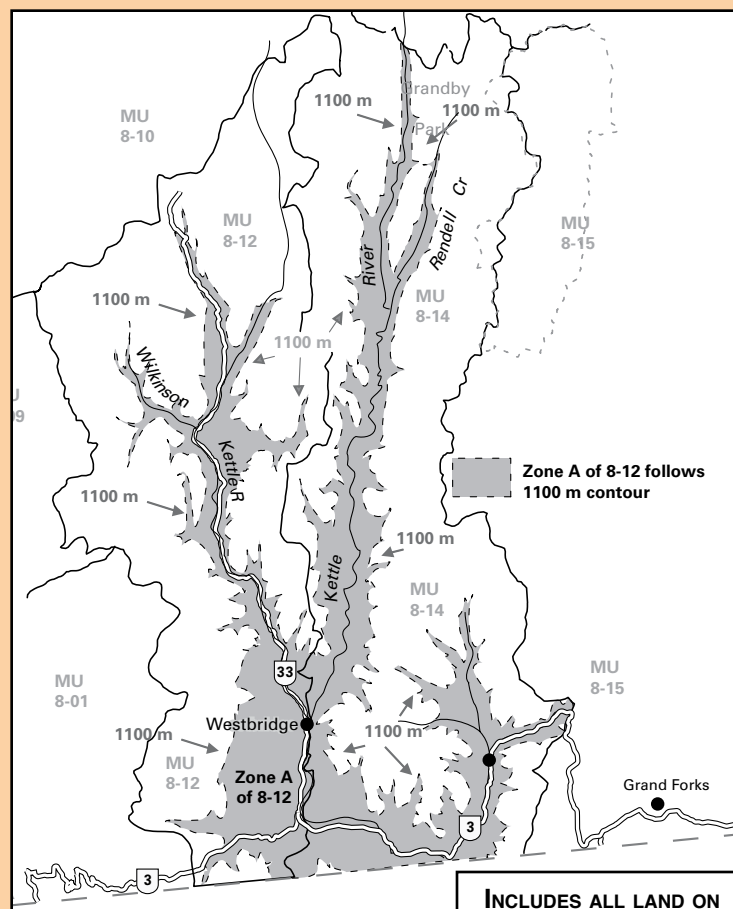 1100 m
Grandby
Park
1100 m
MU
8-10
Rendell Cr
MU
8-12
MU
8-15
River
MU
8-14
1100 m
1100 m
Wilkinson
Kettle R
Zone A of 8-12 follows
1100 m contour
1100 m
1100 m
Kettle
MU
8-14
MU
8-01
33
MU
8-15
Westbridge
1100 m
1100 m
MU
8-12
Zone A
of 8-12
Grand Forks
3
3
INCLUDES ALL LAND ON